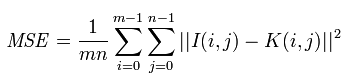 MSE = \frac{1}{mn} \sum_{i=0}^{m-1} \sum_{j=0}^{n-1} ||I(i,j) - K(i,j)||^2